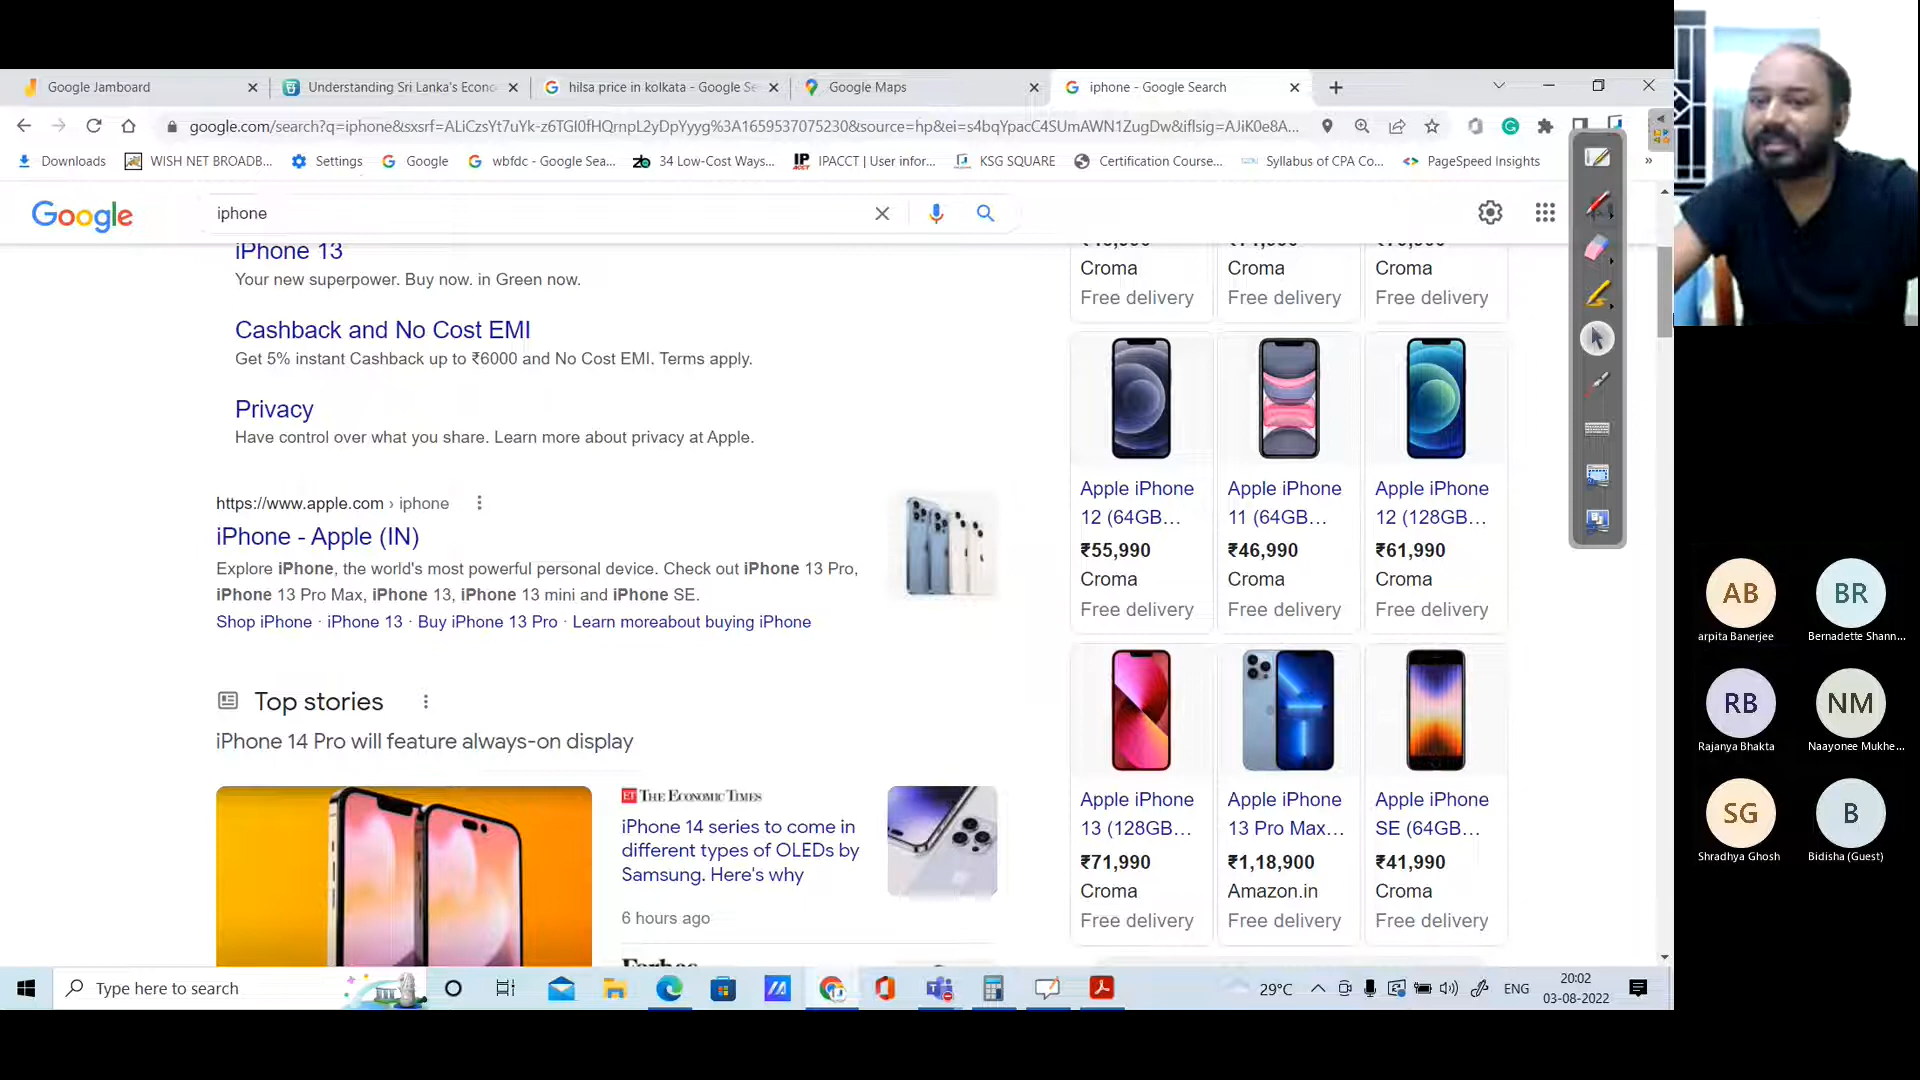 Google Jamboard
Understanding Sri Lanka's Econo
hilsa price in kolkata - Google Se
Google Maps
iphone - Google Search
google.com/search?q=iphone&sxsrf=ALiCzsYt7uYk-z6TGI0fHQrnpL2yDpYyyg%3A1659537075230&source=hp&ei=s4bqYpacC4SUmAWN1ZugDw&iflsig=AJiK0e8A...
Downloads
WISH NET BROADB...
Settings
Google
wbfdc - Google Sea...
34 Low-Cost Ways...
IPACCT | User infor...
KSG SQUARE
Certification Course...
Syllabus of CPA Co...
PageSpeed Insights
»
Google
iphone
iPhone 13
Your new superpower. Buy now. in Green now.
Cashback and No Cost EMI
Get 5% instant Cashback up to ₹6000 and No Cost EMI. Terms apply.
Privacy
Have control over what you share. Learn more about privacy at Apple.
https://www.apple.com › iphone
iPhone - Apple (IN)
Explore iPhone, the world's most powerful personal device. Check out iPhone 13 Pro,
iPhone 13 Pro Max, iPhone 13, iPhone 13 mini and iPhone SE.
Shop iPhone · iPhone 13 · Buy iPhone 13 Pro · Learn moreabout buying iPhone
Top stories
iPhone 14 Pro will feature always-on display
ET THE ECONOMIC TIMES
iPhone 14 series to come in
different types of OLEDs by
Samsung. Here's why
6 hours ago
Forbes
Croma
Free delivery
Croma
Free delivery
Croma
Free delivery
Apple iPhone
12 (64GB...
₹55,990
Croma
Free delivery
Apple iPhone
11 (64GB...
₹46,990
Croma
Free delivery
Apple iPhone
12 (128GB...
₹61,990
Croma
Free delivery
Apple iPhone
13 (128GB...
₹71,990
Croma
Free delivery
Apple iPhone
13 Pro Max...
₹1,18,900
Amazon.in
Free delivery
Apple iPhone
SE (64GB...
₹41,990
Croma
Free delivery
AB
arpita Banerjee
BR
Bernadette Shann...
RB
Rajanya Bhakta
NM
Naayonee Mukhe...
SG
Shradhya Ghosh
B
Bidisha (Guest)
Type here to search
29°C
ENG
20:02
03-08-2022